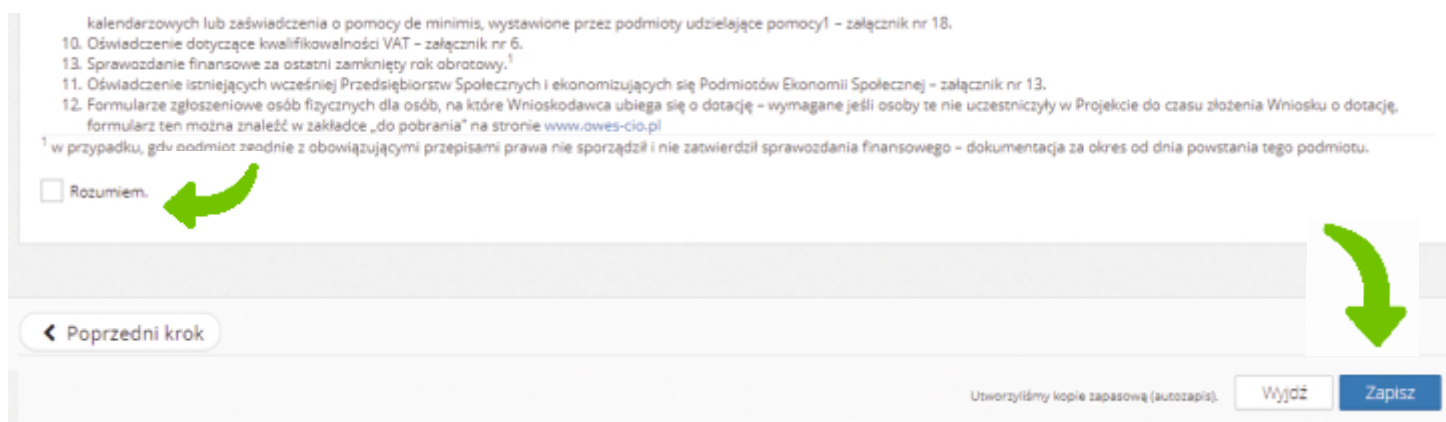 kalendarzowych lub zaświadczenia o pomocy de minimis, wystawione przez podmioty udzielające pomocy1 – załącznik nr 18.
10. Oświadczenie dotyczące kwalifikowalności VAT – załącznik nr 6.
13. Sprawozdanie finansowe za ostatni zamknięty rok obrotowy.1
11. Oświadczenie istniejących wcześniej Przedsiębiorstw Społecznych i ekonomizujących się Podmiotów Ekonomii Społecznej – załącznik nr 13.
12. Formularze zgłoszeniowe osób fizycznych dla osób, na które Wnioskodawca ubiega się o dotację – wymagane jeśli osoby te nie uczestniczyły w Projekcie do czasu złożenia Wniosku o dotację,
formularz ten można znaleźć w zakładce „do pobrania" na stronie www.owes-cio.pl
1 w przypadku, gdy podmiot zgodnie z obowiązującymi przepisami prawa nie sporządził i nie zatwierdził sprawozdania finansowego – dokumentacja za okres od dnia powstania tego podmiotu.
Rozumiem.
Poprzedni krok
Utworzyliśmy kopie zapasową (autozapis).
Wyjdź
Zapisz